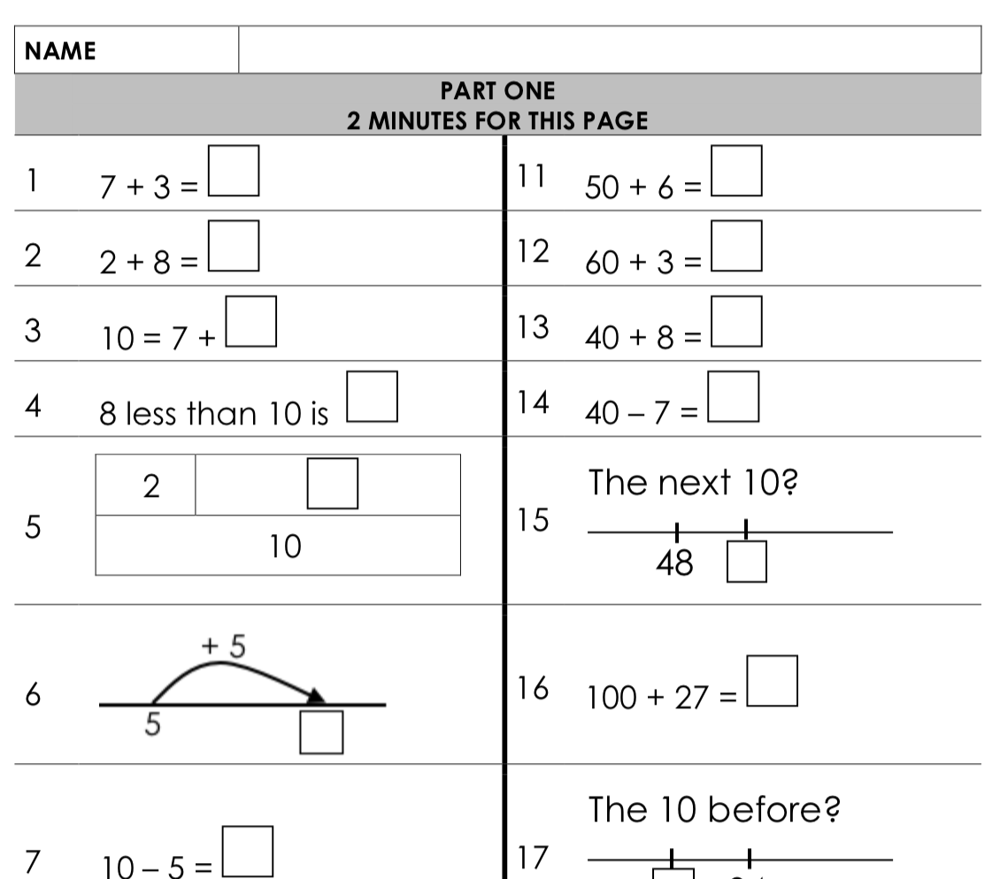 NAME
PART ONE
2 MINUTES FOR THIS PAGE
1 7 + 3 =
2 2 + 8 =
3 10 = 7 +
4 8 less than 10 is
5
2
10
6
+ 5
5
7 10 – 5 =
11 50 + 6 =
12 60 + 3 =
13 40 + 8 =
14 40 – 7 =
15
The next 10?
48
16 100 + 27 =
17
The 10 before?